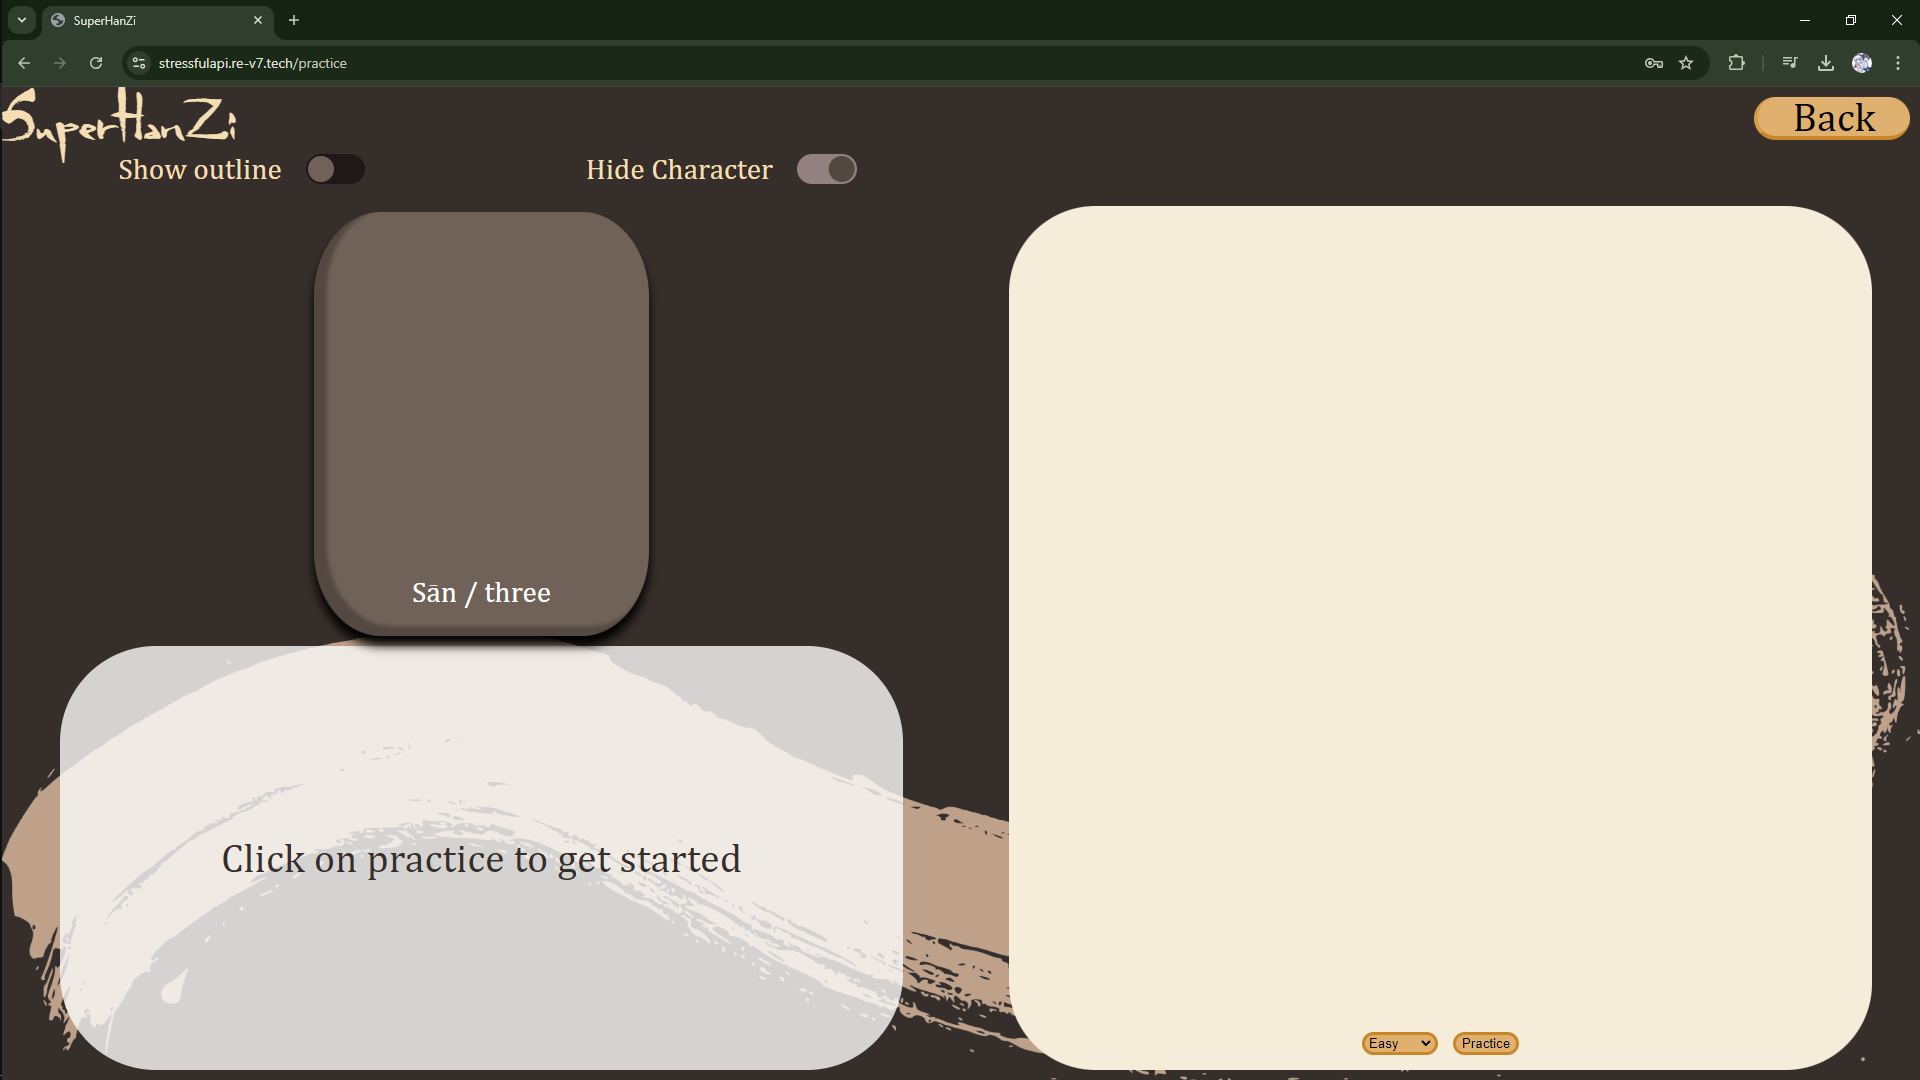 SuperHanZi
stressfulapi.re-v7.tech/practice
SuperHanZi
Back
Show outline
Hide Character
Sān / three
Click on practice to get started
Easy
Practice